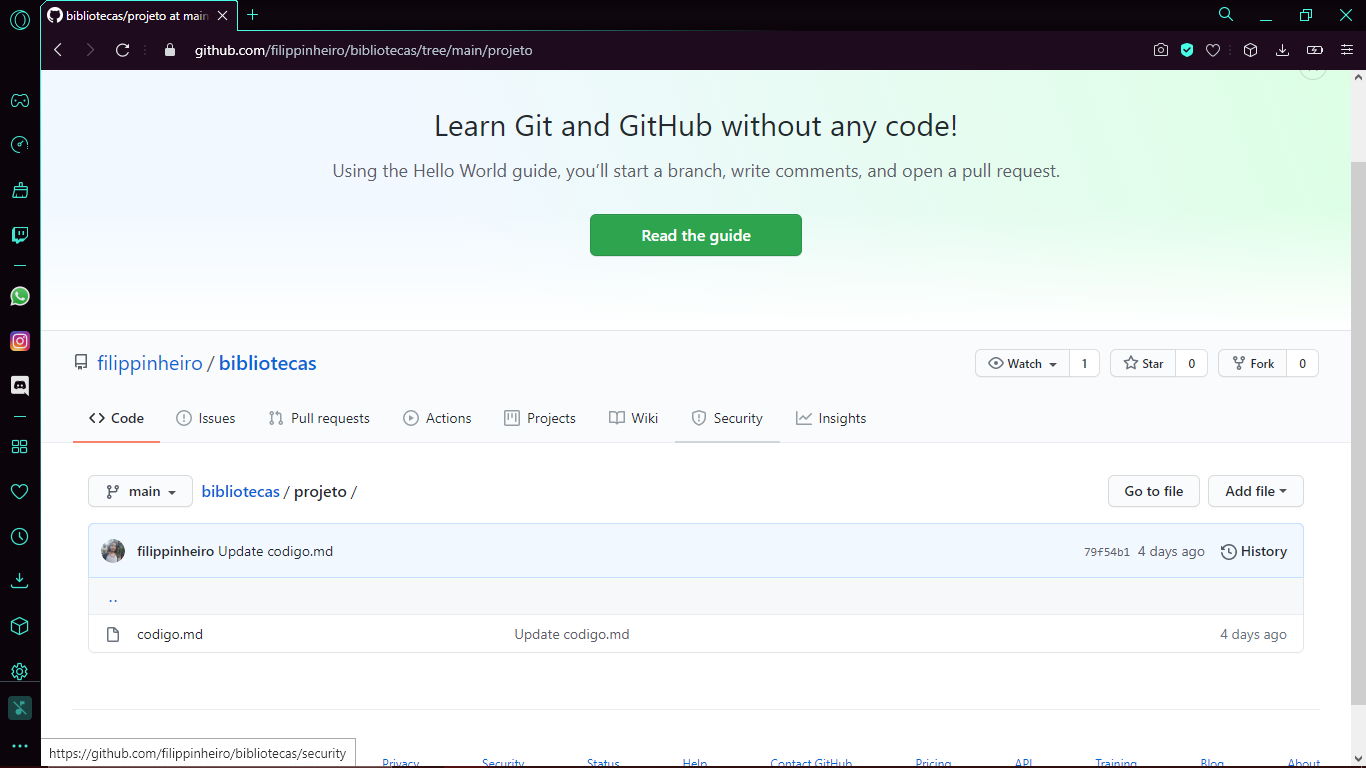 bibliotecas/projeto at main
github.com/filippinheiro/bibliotecas/tree/main/projeto
Learn Git and GitHub without any code!
Using the Hello World guide, you’ll start a branch, write comments, and open a pull request.
Read the guide
filippinheiro / bibliotecas
Watch 1 Star 0 Fork 0
Code Issues Pull requests Actions Projects Wiki Security Insights
main bibliotecas / projeto / Go to file Add file
filippinheiro Update codigo.md 79f54b1 4 days ago History
..
codigo.md Update codigo.md 4 days ago
https://github.com/filippinheiro/bibliotecas/security
Privacy Security Status Help Contact GitHub Pricing API Training Blog About